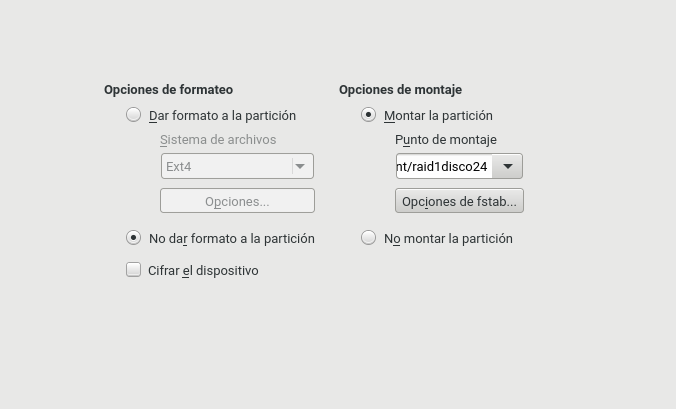 Opciones de formateo
Dar formato a la partición
Sistema de archivos
Ext4
Opciones...
No dar formato a la partición
Cifrar el dispositivo
Opciones de montaje
Montar la partición
Punto de montaje
nt/raid1disco24
Opciones de fstab...
No montar la partición